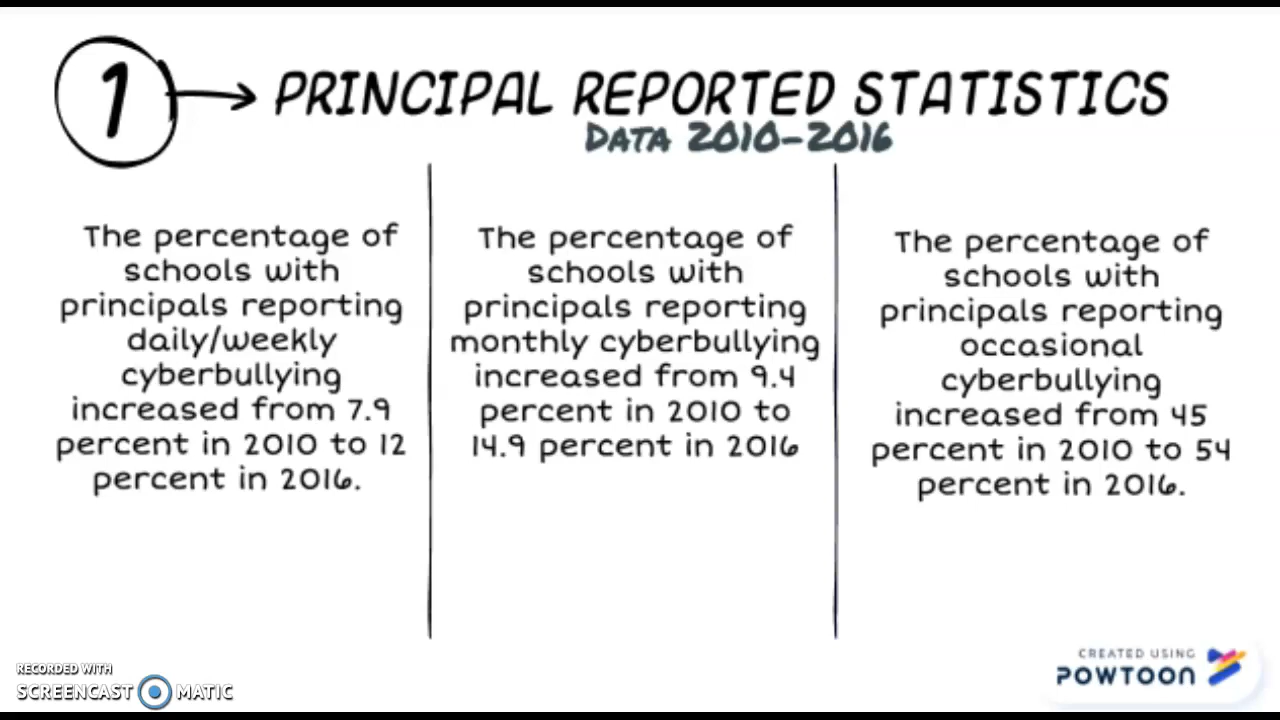 1
PRINCIPAL REPORTED STATISTICS
DATA 2010-2016
The percentage of
schools with
principals reporting
daily/weekly
cyberbullying
increased from 7.9
percent in 2010 to 12
percent in 2016.
The percentage of
schools with
principals reporting
monthly cyberbullying
increased from 9.4
percent in 2010 to
14.9 percent in 2016
The percentage of
schools with
principals reporting
occasional
cyberbullying
increased from 45
percent in 2010 to 54
percent in 2016.
RECORDED WITH
SCREENCAST MATIC
CREATED USING
POWTOON